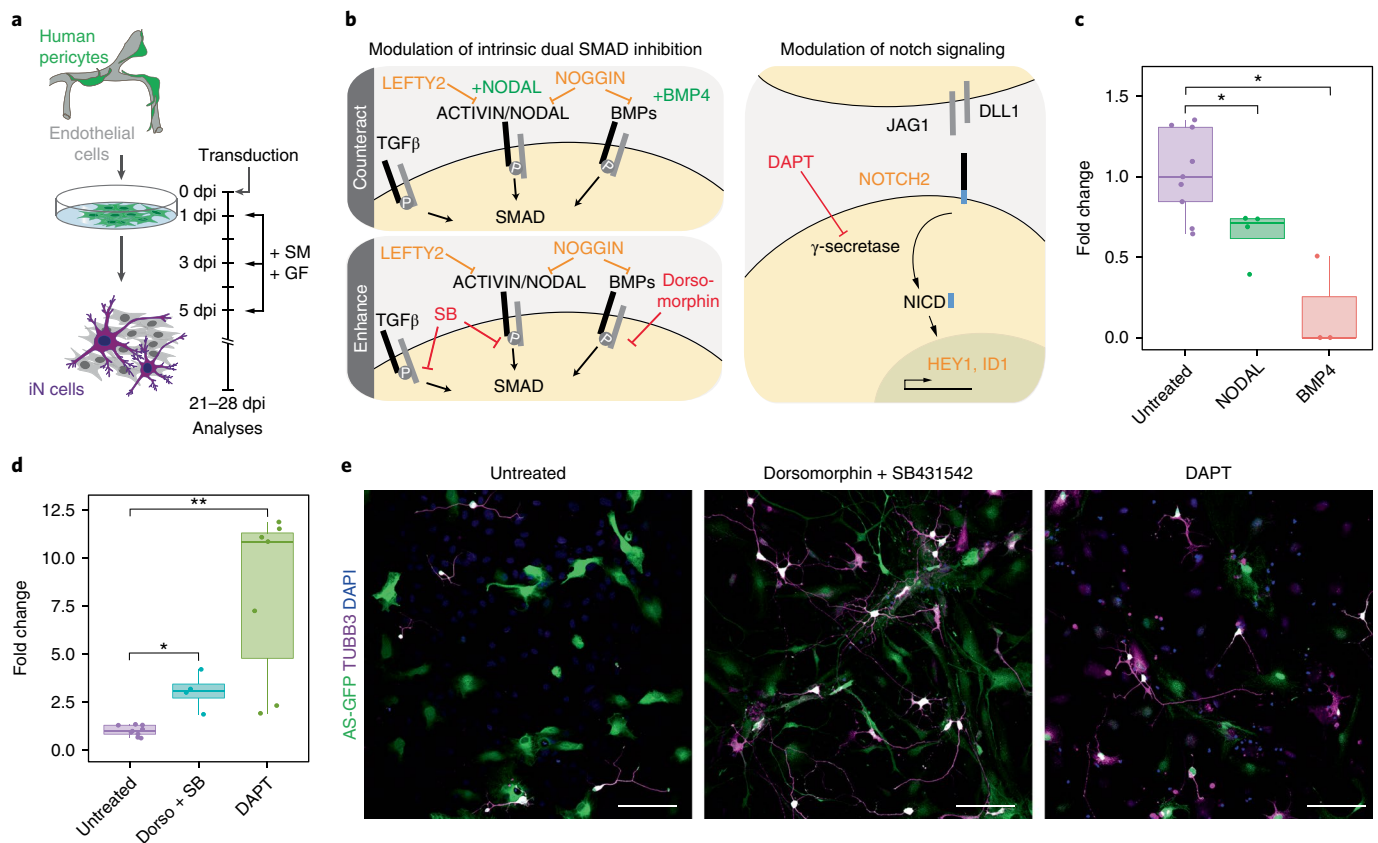 a
Human
pericytes
Endothelial
cells
Transduction
0 dpi
1 dpi
3 dpi
5 dpi
+ SM
+ GF
iN cells
21–28 dpi
Analyses
b
Modulation of intrinsic dual SMAD inhibition
Counteract
LEFTY2
+NODAL
NOGGIN
+BMP4
ACTIVIN/NODAL
BMPs
TGFβ
P
P
P
SMAD
Enhance
LEFTY2
NOGGIN
ACTIVIN/NODAL
BMPs
Dorso-
morphin
TGFβ
SB
P
P
P
SMAD
Modulation of notch signaling
JAG1
DLL1
DAPT
NOTCH2
γ-secretase
NICD
HEY1, ID1
c
Fold change
1.5
1.0
0.5
0.0
*
*
Untreated
NODAL
BMP4
d
Fold change
12.5
10.0
7.5
5.0
2.5
0.0
**
*
Untreated
Dorso + SB
DAPT
e
Untreated
Dorsomorphin + SB431542
DAPT
AS-GFP TUBB3 DAPI